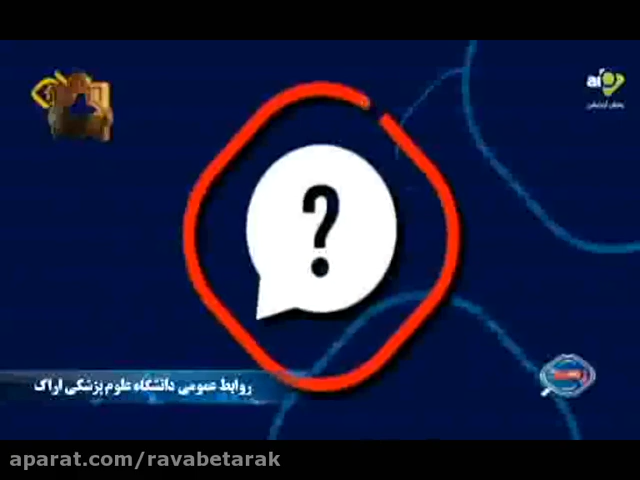 ?
روابط عمومی دانشگاه علوم پزشکی اراک
aparat.com/ravabetarak